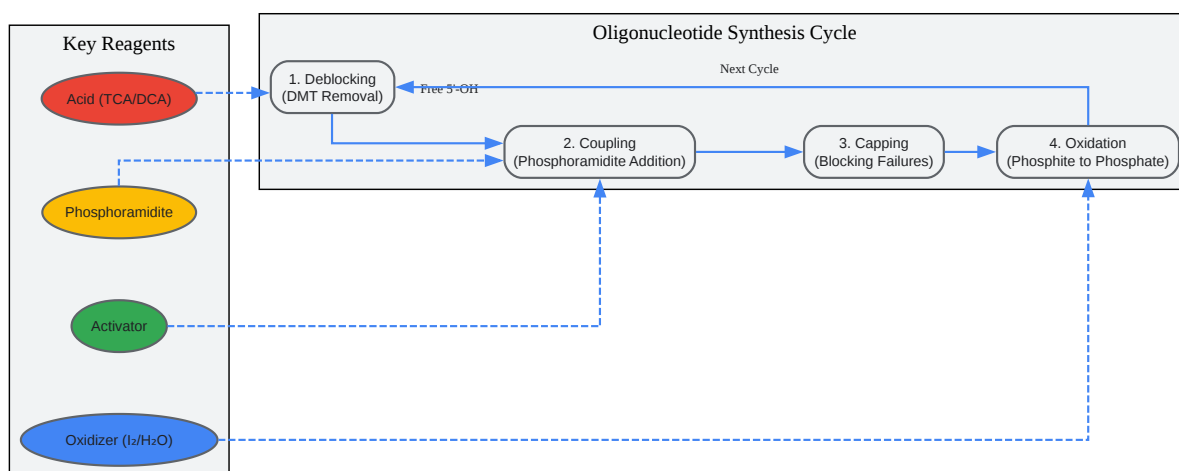 Key Reagents
Acid (TCA/DCA)
Phosphoramidite
Activator
Oxidizer (I₂/H₂O)
Oligonucleotide Synthesis Cycle
Next Cycle
1. Deblocking
(DMT Removal)
Free 5'-OH
2. Coupling
(Phosphoramidite Addition)
3. Capping
(Blocking Failures)
4. Oxidation
(Phosphite to Phosphate)